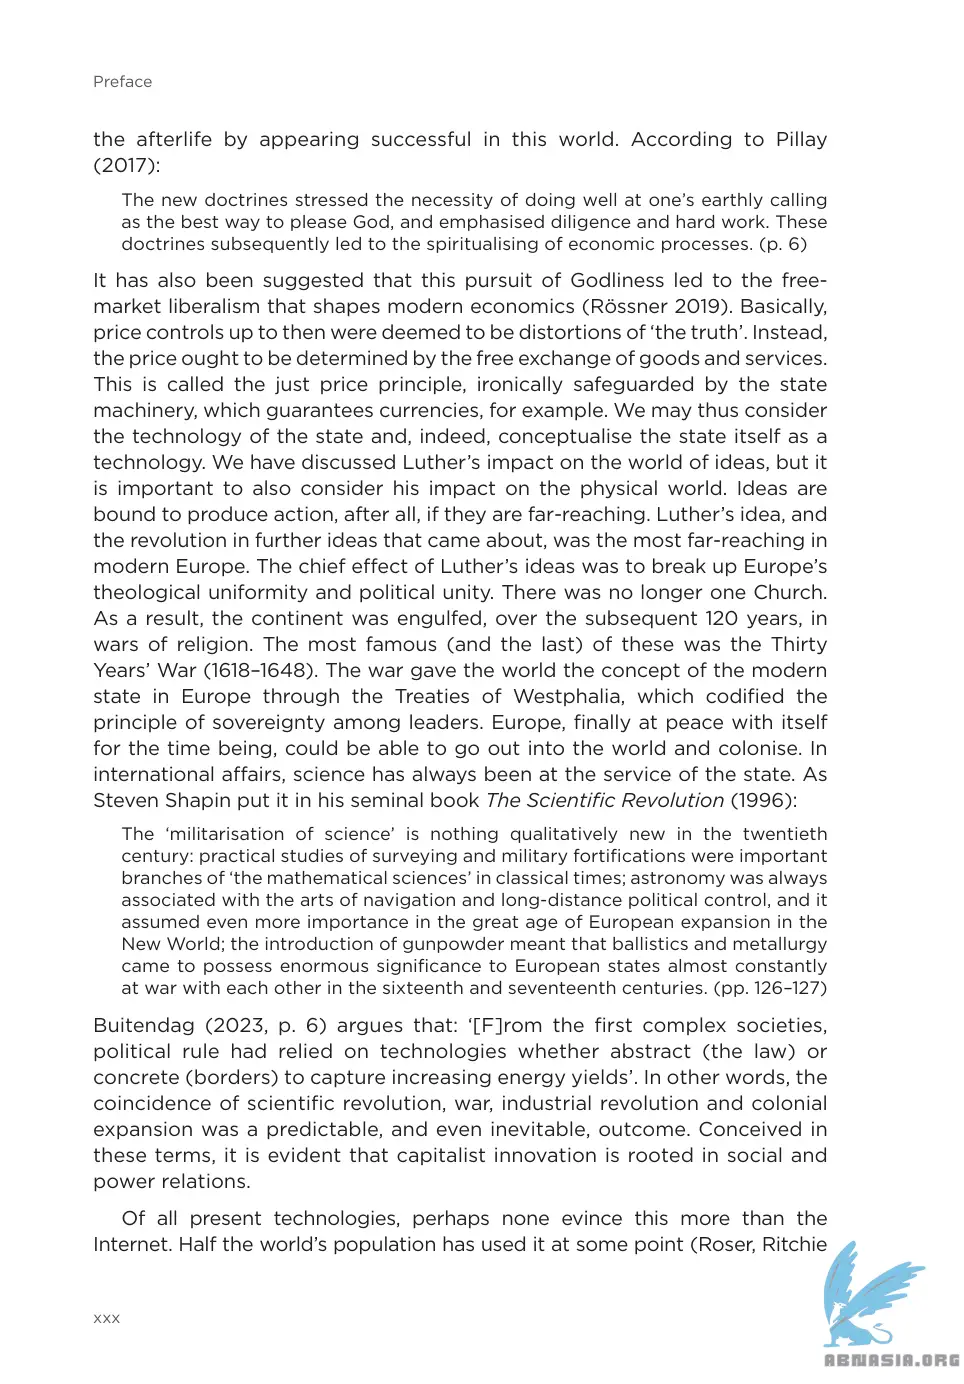 Preface
the afterlife by appearing successful in this world. According to Pillay
(2017):
The new doctrines stressed the necessity of doing well at one’s earthly calling
as the best way to please God, and emphasised diligence and hard work. These
doctrines subsequently led to the spiritualising of economic processes. (p. 6)
It has also been suggested that this pursuit of Godliness led to the free-
market liberalism that shapes modern economics (Rössner 2019). Basically,
price controls up to then were deemed to be distortions of ‘the truth’. Instead,
the price ought to be determined by the free exchange of goods and services.
This is called the just price principle, ironically safeguarded by the state
machinery, which guarantees currencies, for example. We may thus consider
the technology of the state and, indeed, conceptualise the state itself as a
technology. We have discussed Luther’s impact on the world of ideas, but it
is important to also consider his impact on the physical world. Ideas are
bound to produce action, after all, if they are far-reaching. Luther’s idea, and
the revolution in further ideas that came about, was the most far-reaching in
modern Europe. The chief effect of Luther’s ideas was to break up Europe’s
theological uniformity and political unity. There was no longer one Church.
As a result, the continent was engulfed, over the subsequent 120 years, in
wars of religion. The most famous (and the last) of these was the Thirty
Years’ War (1618–1648). The war gave the world the concept of the modern
state in Europe through the Treaties of Westphalia, which codified the
principle of sovereignty among leaders. Europe, finally at peace with itself
for the time being, could be able to go out into the world and colonise. In
international affairs, science has always been at the service of the state. As
Steven Shapin put it in his seminal book The Scientific Revolution (1996):
The ‘militarisation of science’ is nothing qualitatively new in the twentieth
century: practical studies of surveying and military fortifications were important
branches of ‘the mathematical sciences’ in classical times; astronomy was always
associated with the arts of navigation and long-distance political control, and it
assumed even more importance in the great age of European expansion in the
New World; the introduction of gunpowder meant that ballistics and metallurgy
came to possess enormous significance to European states almost constantly
at war with each other in the sixteenth and seventeenth centuries. (pp. 126–127)
Buitendag (2023, p. 6) argues that: ‘[F]rom the first complex societies,
political rule had relied on technologies whether abstract (the law) or
concrete (borders) to capture increasing energy yields’. In other words, the
coincidence of scientific revolution, war, industrial revolution and colonial
expansion was a predictable, and even inevitable, outcome. Conceived in
these terms, it is evident that capitalist innovation is rooted in social and
power relations.
Of all present technologies, perhaps none evince this more than the
Internet. Half the world’s population has used it at some point (Roser, Ritchie
xxx
ABNASIA.ORG